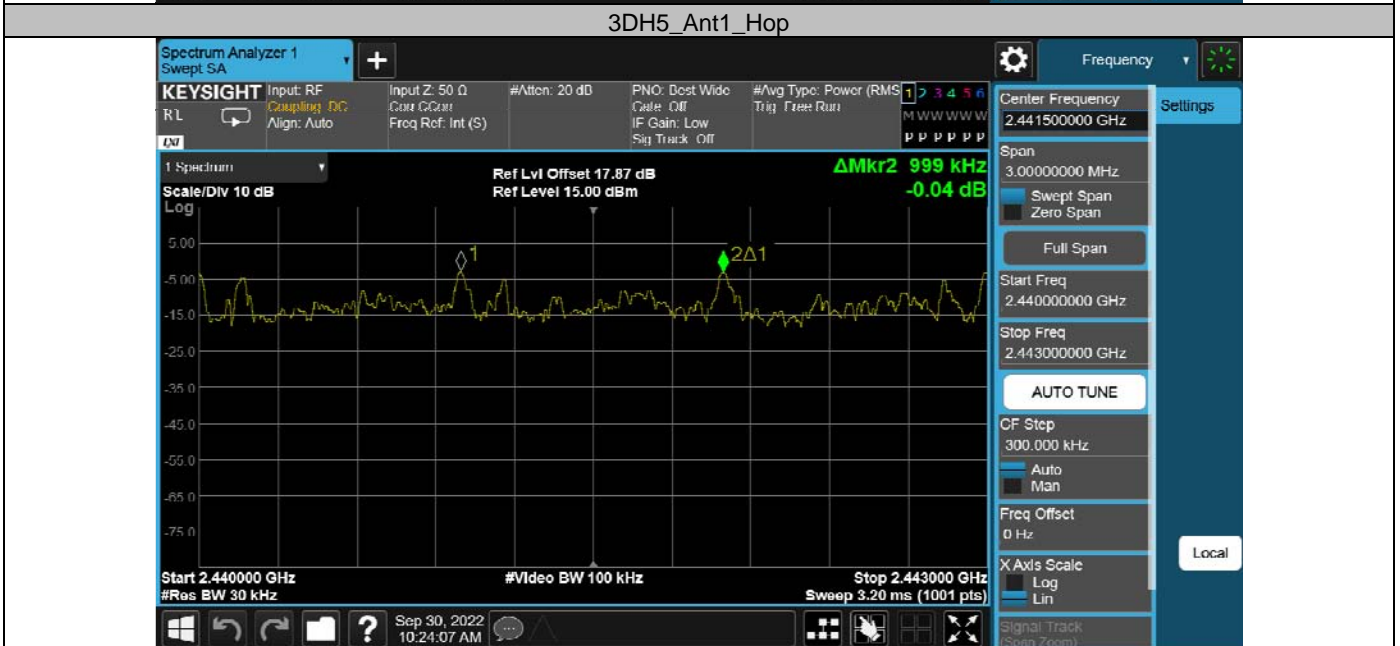 3DH5_Ant1_Hop
Spectrum Analyzer 1
Swept SA
+
Frequency
KEYSIGHT
RL
LXI
Input: RF
Coupling: DC
Align: Auto
Input Z: 50 Ω
Corr CCorr
Freq Ref: Int (S)
#Atten: 20 dB
PNO: Best Wide
Gate: Off
IF Gain: Low
Sig Track: Off
#Avg Type: Power (RMS
Trig: Free Run
1 2 3 4 5 6
M W W W W W
P P P P P P
Center Frequency
2.441500000 GHz
Settings
1 Spectrum
Scale/Div 10 dB
Log
Ref Lvl Offset 17.87 dB
Ref Level 15.00 dBm
ΔMkr2 999 kHz
-0.04 dB
Span
3.00000000 MHz
Swept Span
Zero Span
Full Span
Start Freq
2.440000000 GHz
Stop Freq
2.443000000 GHz
AUTO TUNE
CF Step
300.000 kHz
Auto
Man
Freq Offset
0 Hz
X Axis Scale
Log
Lin
Signal Track
(Span Zoom)
Local
1
2Δ1
5.00
-5.00
-15.0
-25.0
-35.0
-45.0
-55.0
-65.0
-75.0
Start 2.440000 GHz
#Res BW 30 kHz
#Video BW 100 kHz
Stop 2.443000 GHz
Sweep 3.20 ms (1001 pts)
?
Sep 30, 2022
10:24:07 AM